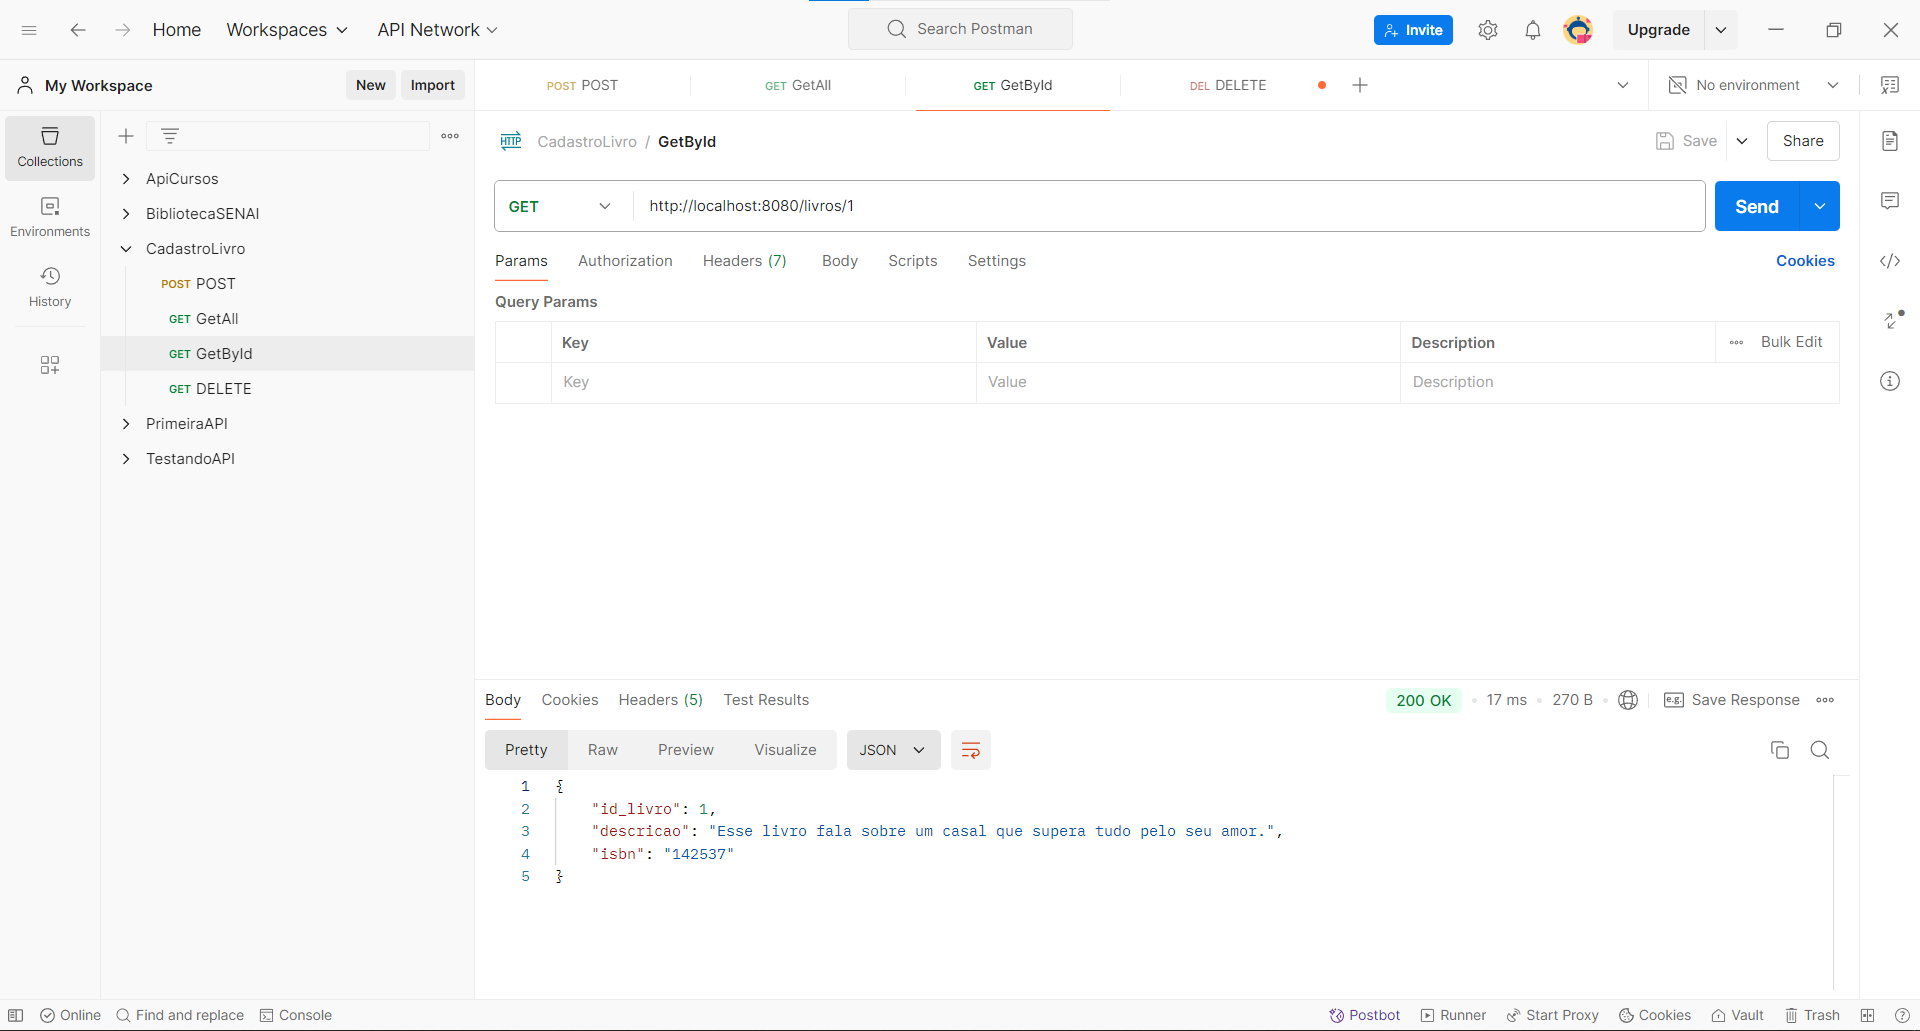 Home Workspaces API Network Search Postman Invite Upgrade
My Workspace New Import POST POST GET GetAll GET GetById DEL DELETE No environment
Collections
Environments
History
ApiCursos
BibliotecaSENAI
CadastroLivro
POST POST
GET GetAll
GET GetById
GET DELETE
PrimeiraAPI
TestandoAPI
HTTP CadastroLivro / GetById Save Share
GET http://localhost:8080/livros/1 Send
Params Authorization Headers (7) Body Scripts Settings Cookies
Query Params
Key Value Description Bulk Edit
Key Value Description
Body Cookies Headers (5) Test Results 200 OK 17 ms 270 B e.g. Save Response
Pretty Raw Preview Visualize JSON
1 {
2 "id_livro": 1,
3 "descricao": "Esse livro fala sobre um casal que supera tudo pelo seu amor.",
4 "isbn": "142537"
5 }
Online Find and replace Console Postbot Runner Start Proxy Cookies Vault Trash